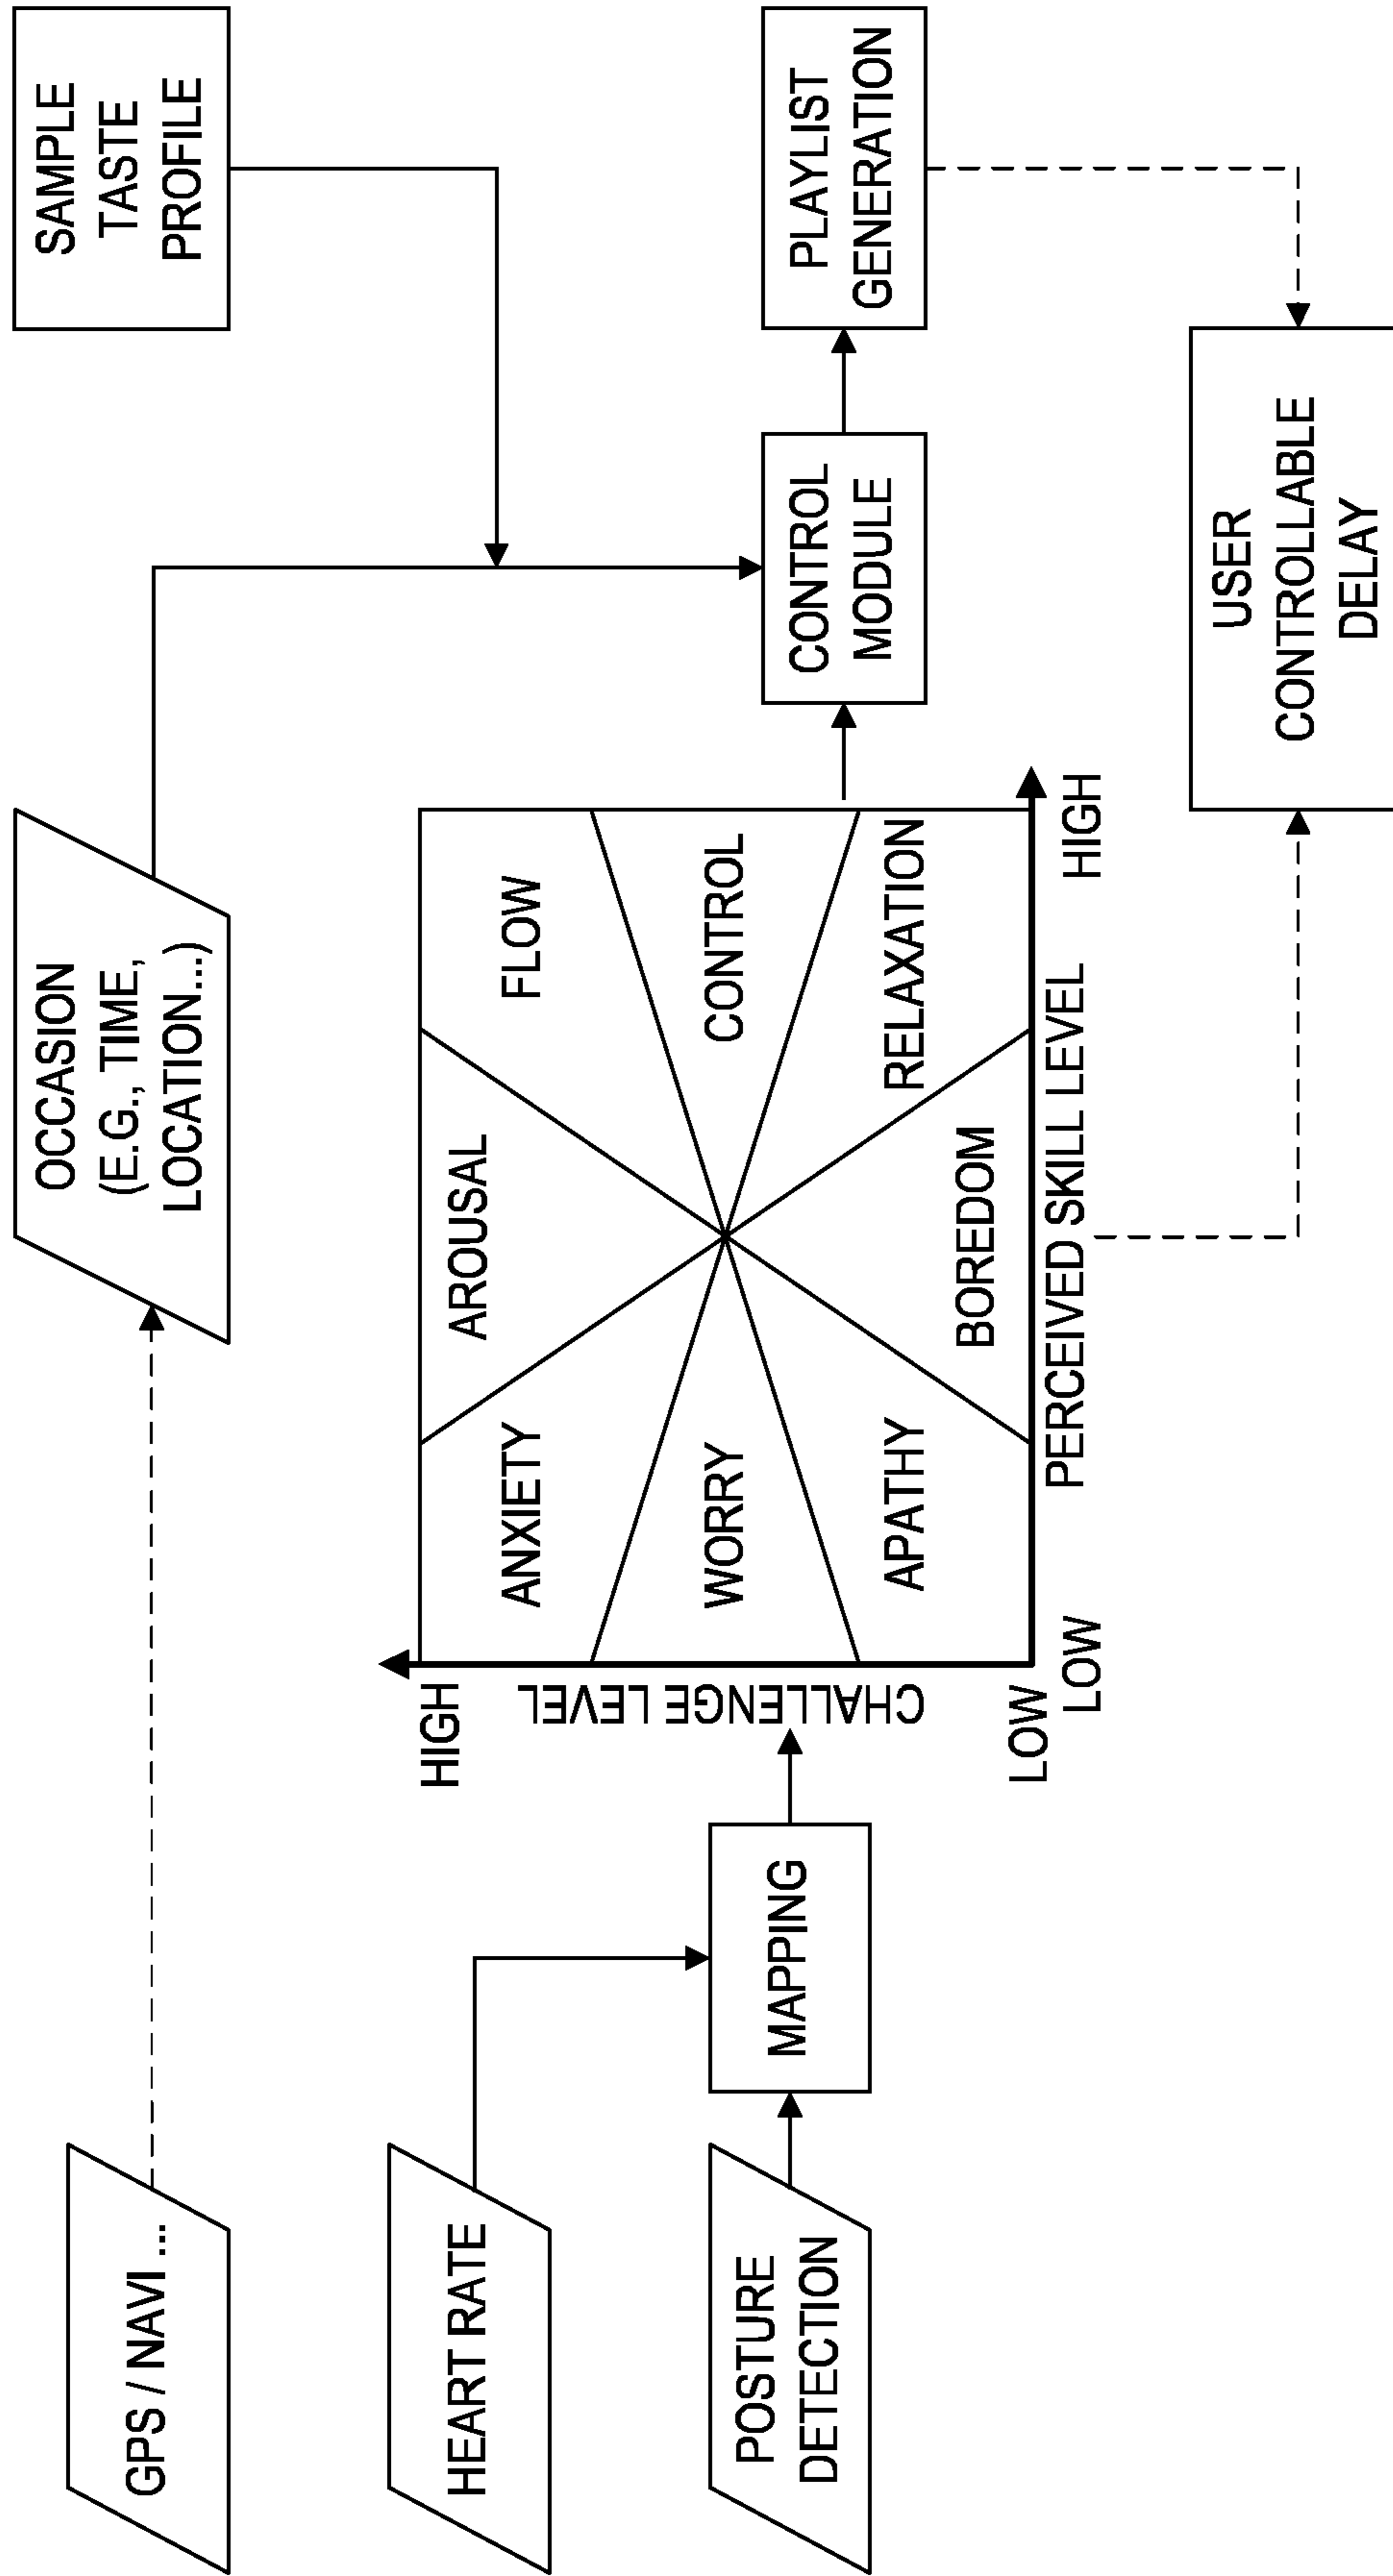 GPS / NAVI ...
OCCASION
(E.G., TIME,
LOCATION...)
SAMPLE
TASTE
PROFILE
HEART RATE
POSTURE
DETECTION
MAPPING
HIGH
CHALLENGE LEVEL
LOW
LOW
PERCEIVED SKILL LEVEL
HIGH
ANXIETY
AROUSAL
FLOW
WORRY
CONTROL
APATHY
BOREDOM
RELAXATION
CONTROL
MODULE
PLAYLIST
GENERATION
USER
CONTROLLABLE
DELAY